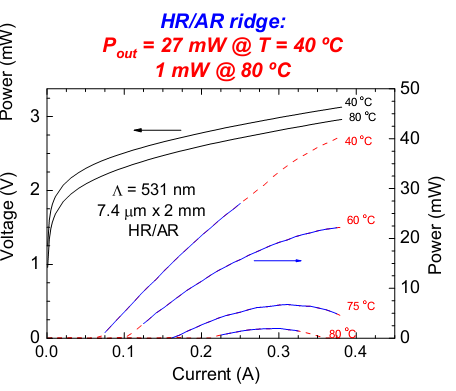 HR/AR ridge:
Pout = 27 mW @ T = 40 ºC
1 mW @ 80 ºC
Power (mW)
Voltage (V)
3
2
1
0
50
40
30
20
10
0
Power (mW)
40 ºC
80 ºC
40 ºC
60 ºC
75 ºC
80 ºC
Λ = 531 nm
7.4 μm x 2 mm
HR/AR
0.0
0.1
0.2
0.3
0.4
Current (A)